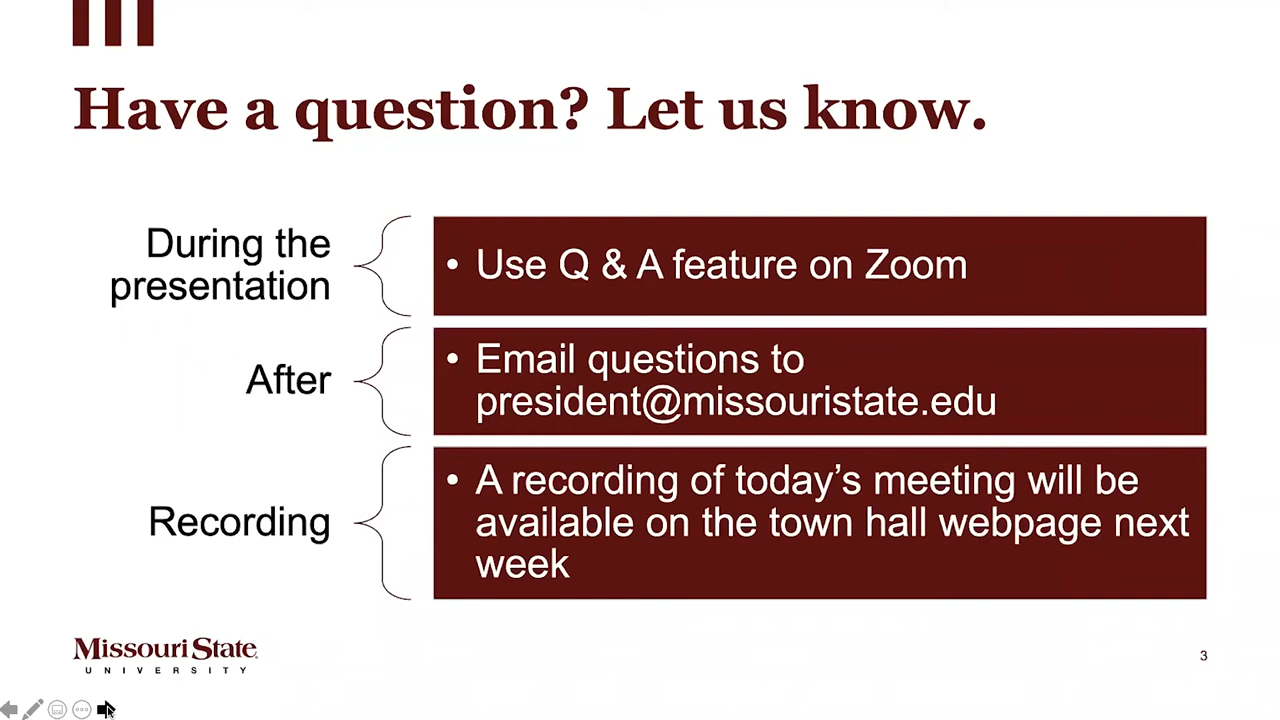 Have a question? Let us know.
During the
presentation
• Use Q & A feature on Zoom
After
• Email questions to
president@missouristate.edu
Recording
• A recording of today’s meeting will be
available on the town hall webpage next
week
Missouri State
UNIVERSITY
3